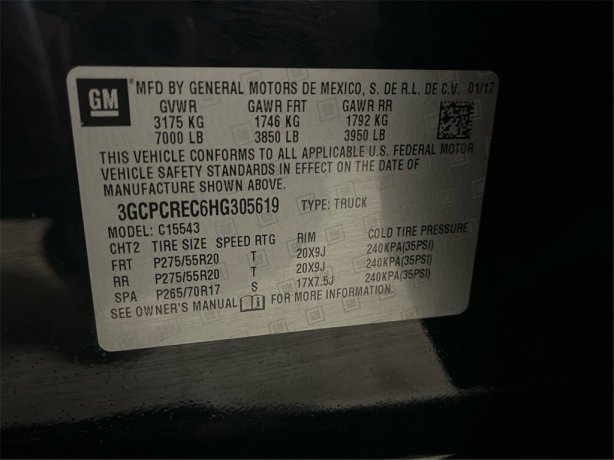 GM MFD BY GENERAL MOTORS DE MEXICO, S. DE R.L. DE C.V. 01/17
GVWR GAWR FRT GAWR RR
3175 KG 1746 KG 1792 KG
7000 LB 3850 LB 3950 LB
THIS VEHICLE CONFORMS TO ALL APPLICABLE U.S. FEDERAL MOTOR
VEHICLE SAFETY STANDARDS IN EFFECT ON THE DATE OF
MANUFACTURE SHOWN ABOVE.
3GCPCREC6HG305619 TYPE: TRUCK
MODEL: C15543
CHT2 TIRE SIZE SPEED RTG RIM COLD TIRE PRESSURE
FRT P275/55R20 T 20X9J 240KPA(35PSI)
RR P275/55R20 T 20X9J 240KPA(35PSI)
SPA P265/70R17 S 17X7.5J 240KPA(35PSI)
SEE OWNER'S MANUAL FOR MORE INFORMATION.